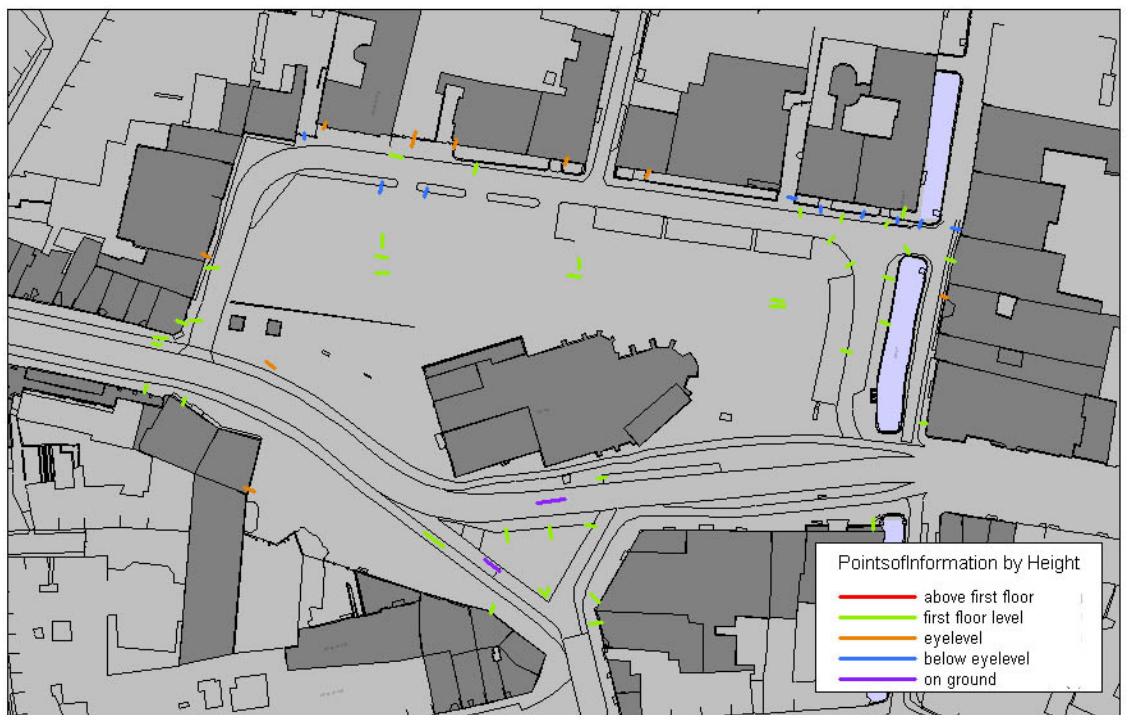 PointsofInformation by Height
above first floor
first floor level
eyelevel
below eyelevel
on ground